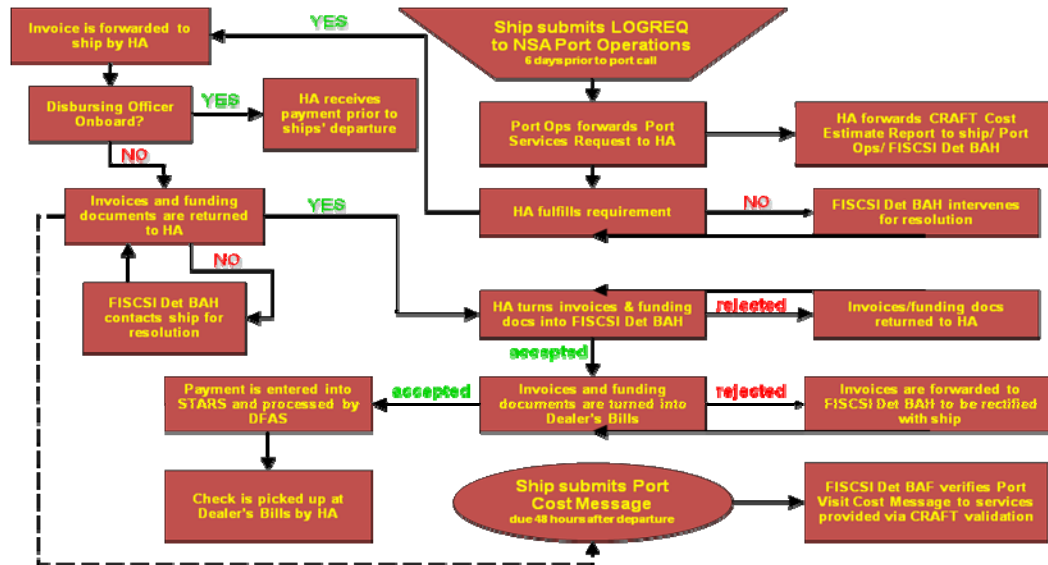 Ship submits LOGREQ
to NSA Port Operations
6 days prior to port call
Invoice is forwarded to
ship by HA
YES
Disbursing Officer
Onboard?
YES
HA receives
payment prior to
ships' departure
Port Ops forwards Port
Services Request to HA
HA forwards CRAFT Cost
Estimate Report to ship/ Port
Ops/ FISCSI Det BAH
NO
Invoices and funding
documents are returned
to HA
YES
HA fulfills requirement
NO
FISCSI Det BAH intervenes
for resolution
NO
FISCSI Det BAH
contacts ship for
resolution
HA turns invoices & funding
docs into FISCSI Det BAH
rejected
Invoices/funding docs
returned to HA
accepted
Payment is entered into
STARS and processed by
DFAS
accepted
Invoices and funding
documents are turned into
Dealer's Bills
rejected
Invoices are forwarded to
FISCSI Det BAH to be rectified
with ship
Check is picked up at
Dealer's Bills by HA
Ship submits Port
Cost Message
due 48 hours after departure
FISCSI Det BAF verifies Port
Visit Cost Message to services
provided via CRAFT validation